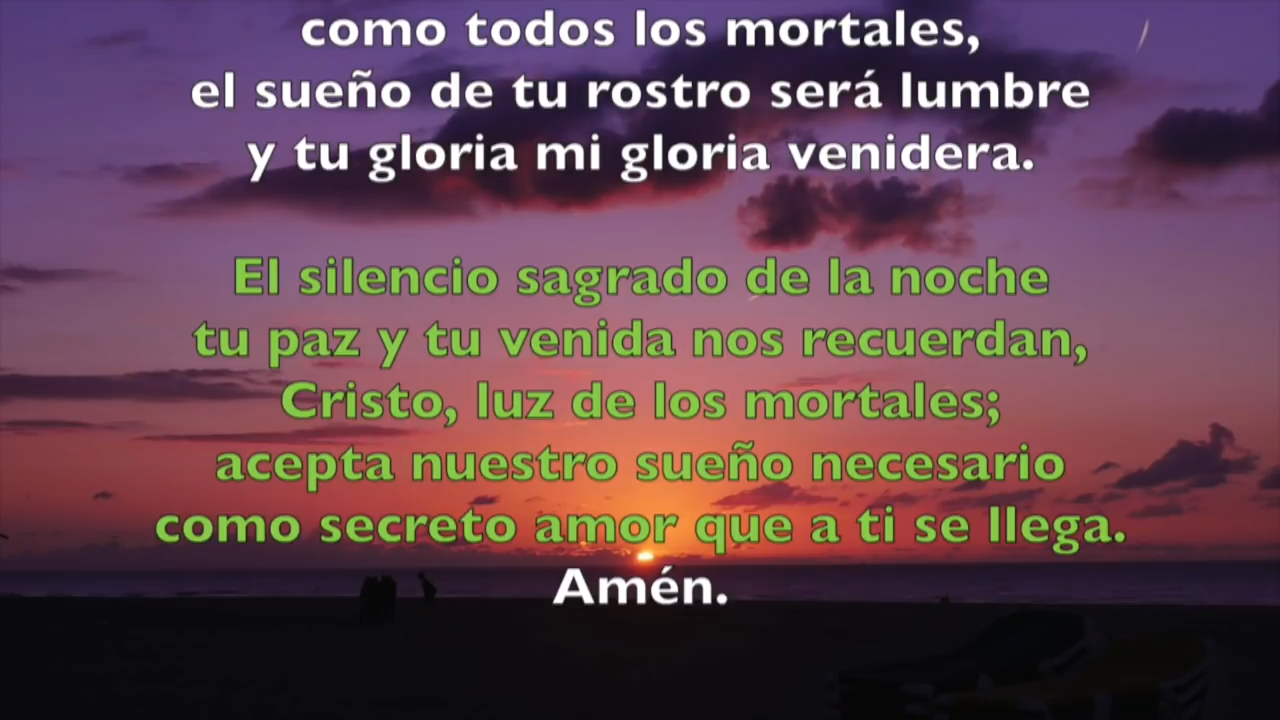 como todos los mortales,
el sueño de tu rostro será lumbre
y tu gloria mi gloria venidera.
El silencio sagrado de la noche
tu paz y tu venida nos recuerdan,
Cristo, luz de los mortales;
acepta nuestro sueño necesario
como secreto amor que a ti se llega.
Amén.